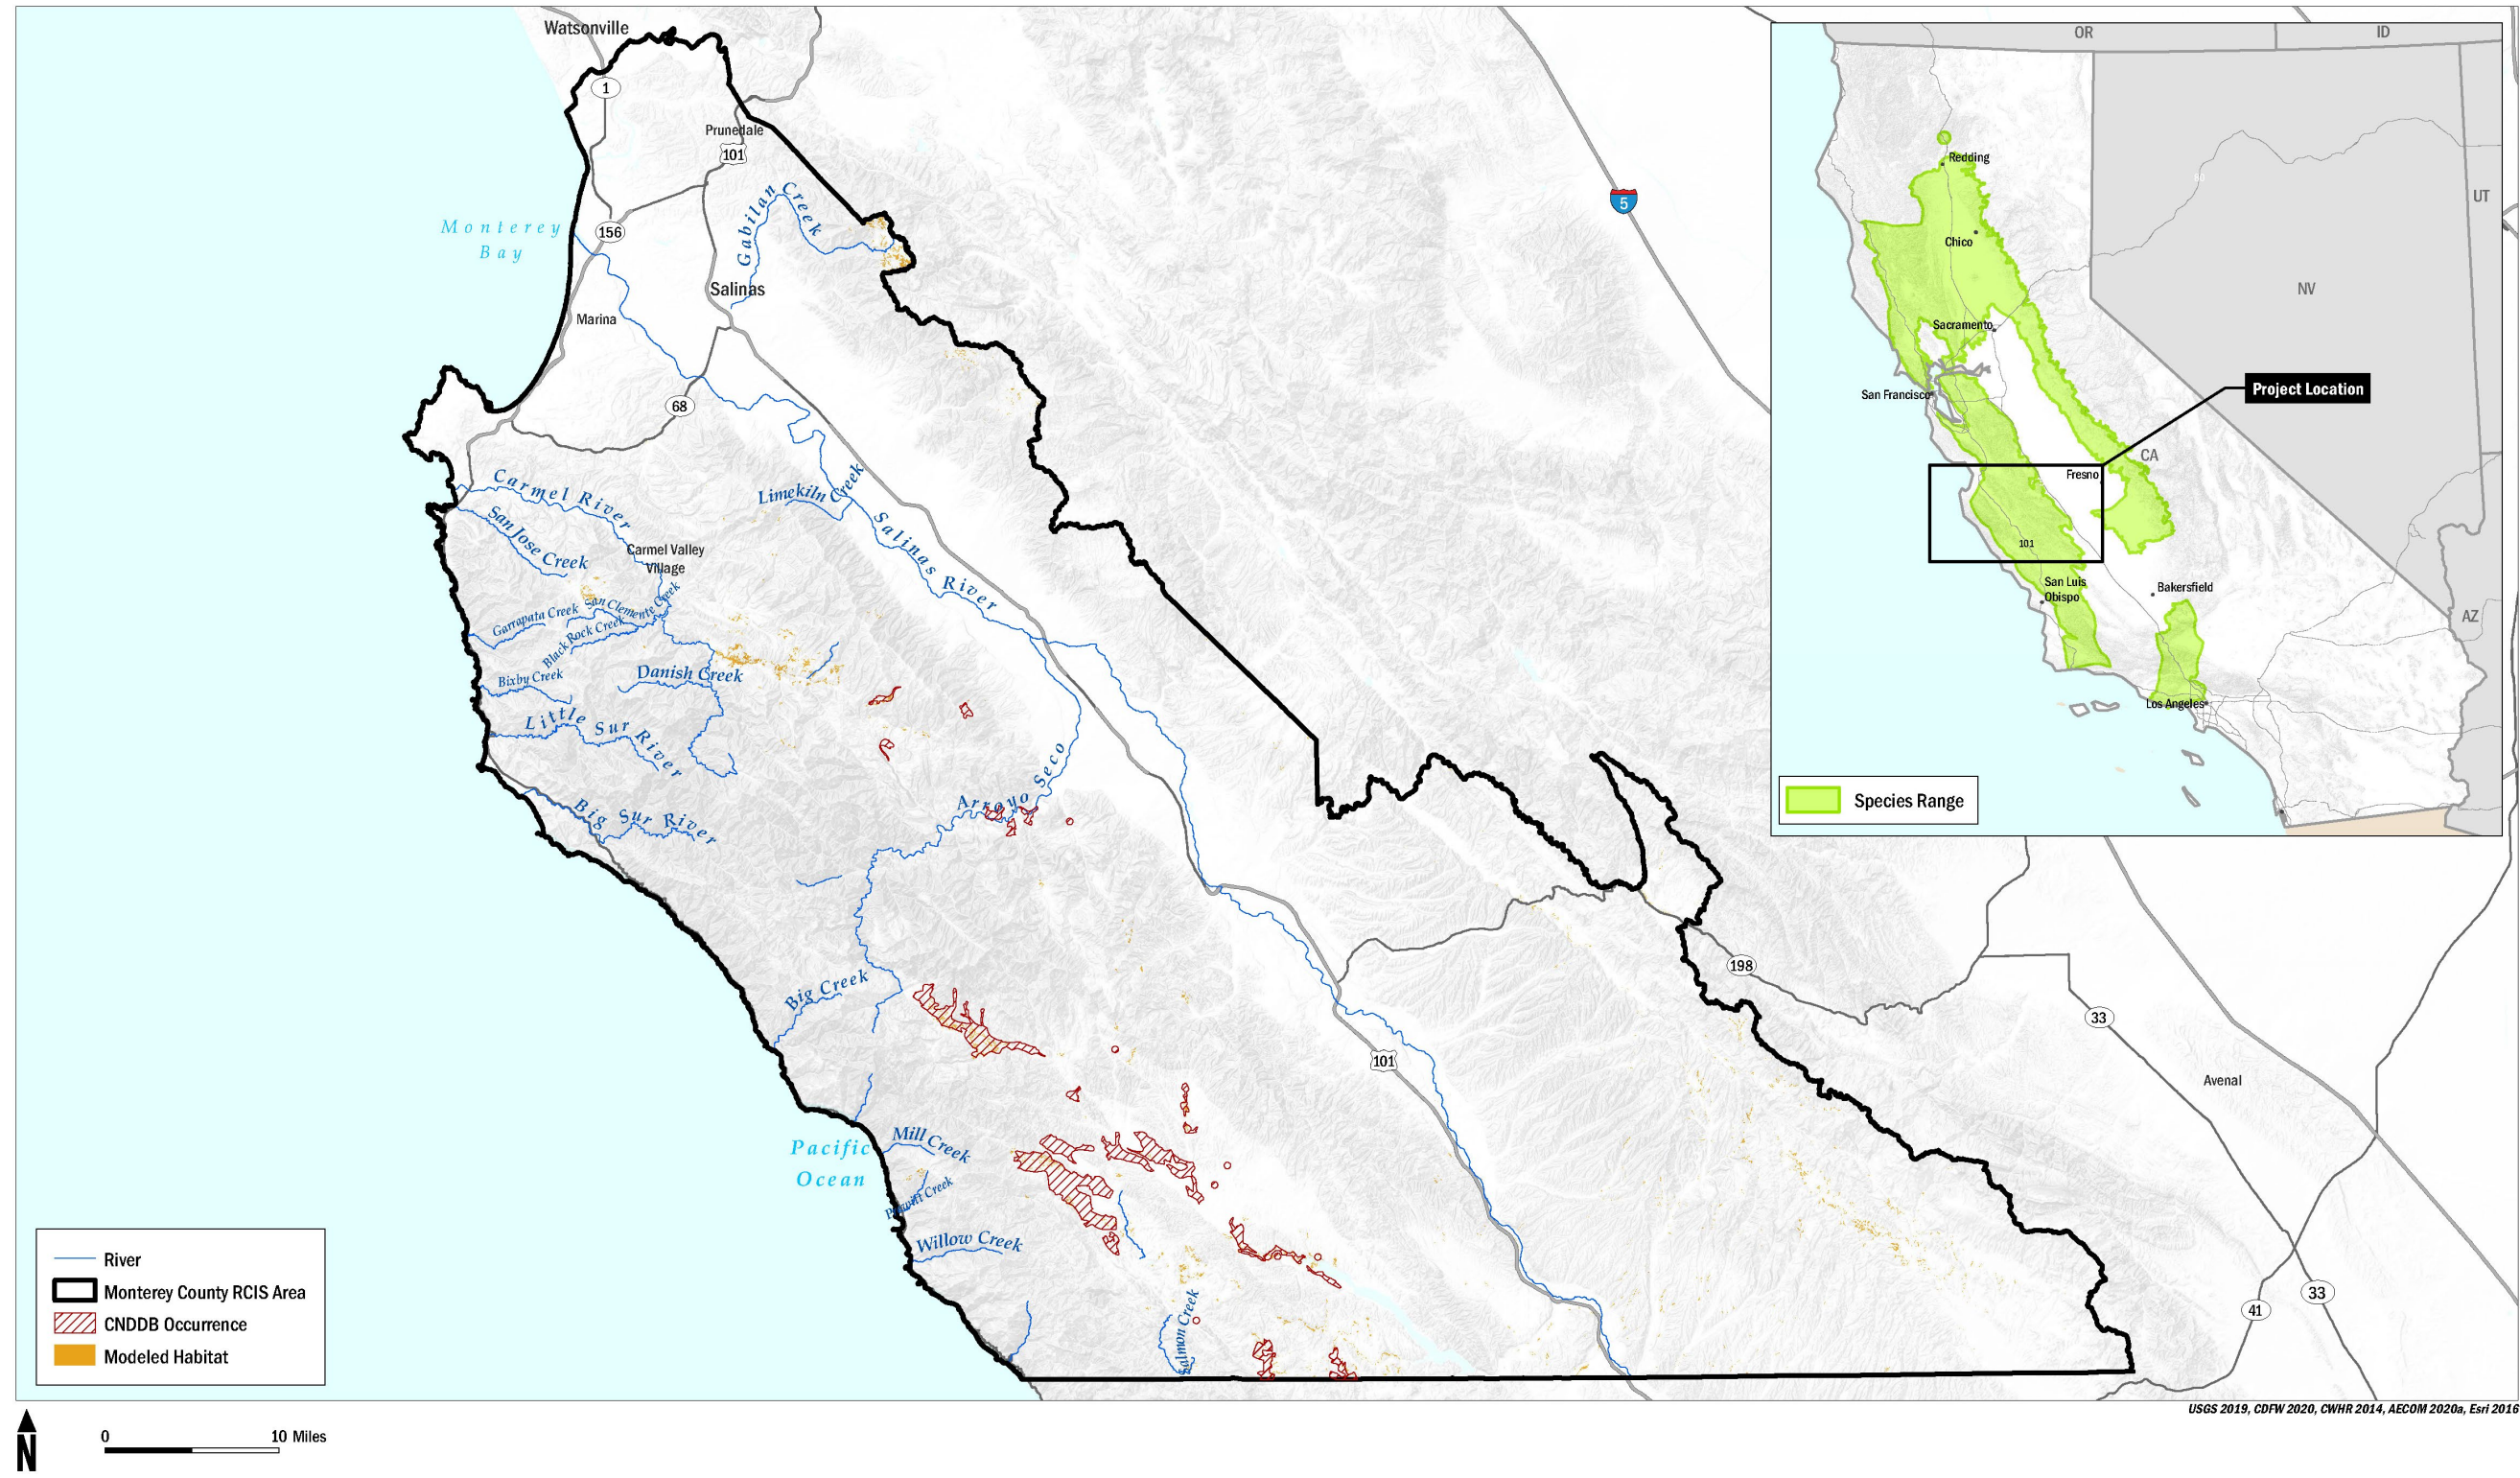 Watsonville
1
Prunedale
101
Gabilan Creek
Monterey
Bay
156
Salinas
Marina
68
5
Carmel River
San Jose Creek
Limekiln Creek
Salinas River
Carmel Valley
Village
Garrapata Creek
San Clemente Creek
Black Rock Creek
Bixby Creek
Danish Creek
Little Sur River
Big Sur River
Arroyo Seco
Big Creek
198
33
101
Avenal
Pacific
Ocean
Mill Creek
Prewitt Creek
Willow Creek
Salmon Creek
41
33
OR
ID
Redding
UT
Chico
NV
Sacramento
San Francisco
Project Location
CA
Fresno
101
San Luis
Obispo
Bakersfield
AZ
Los Angeles
Species Range
River
Monterey County RCIS Area
CNDDB Occurrence
Modeled Habitat
USGS 2019, CDFW 2020, CWHR 2014, AECOM 2020a, Esri 2016
N
0 10 Miles